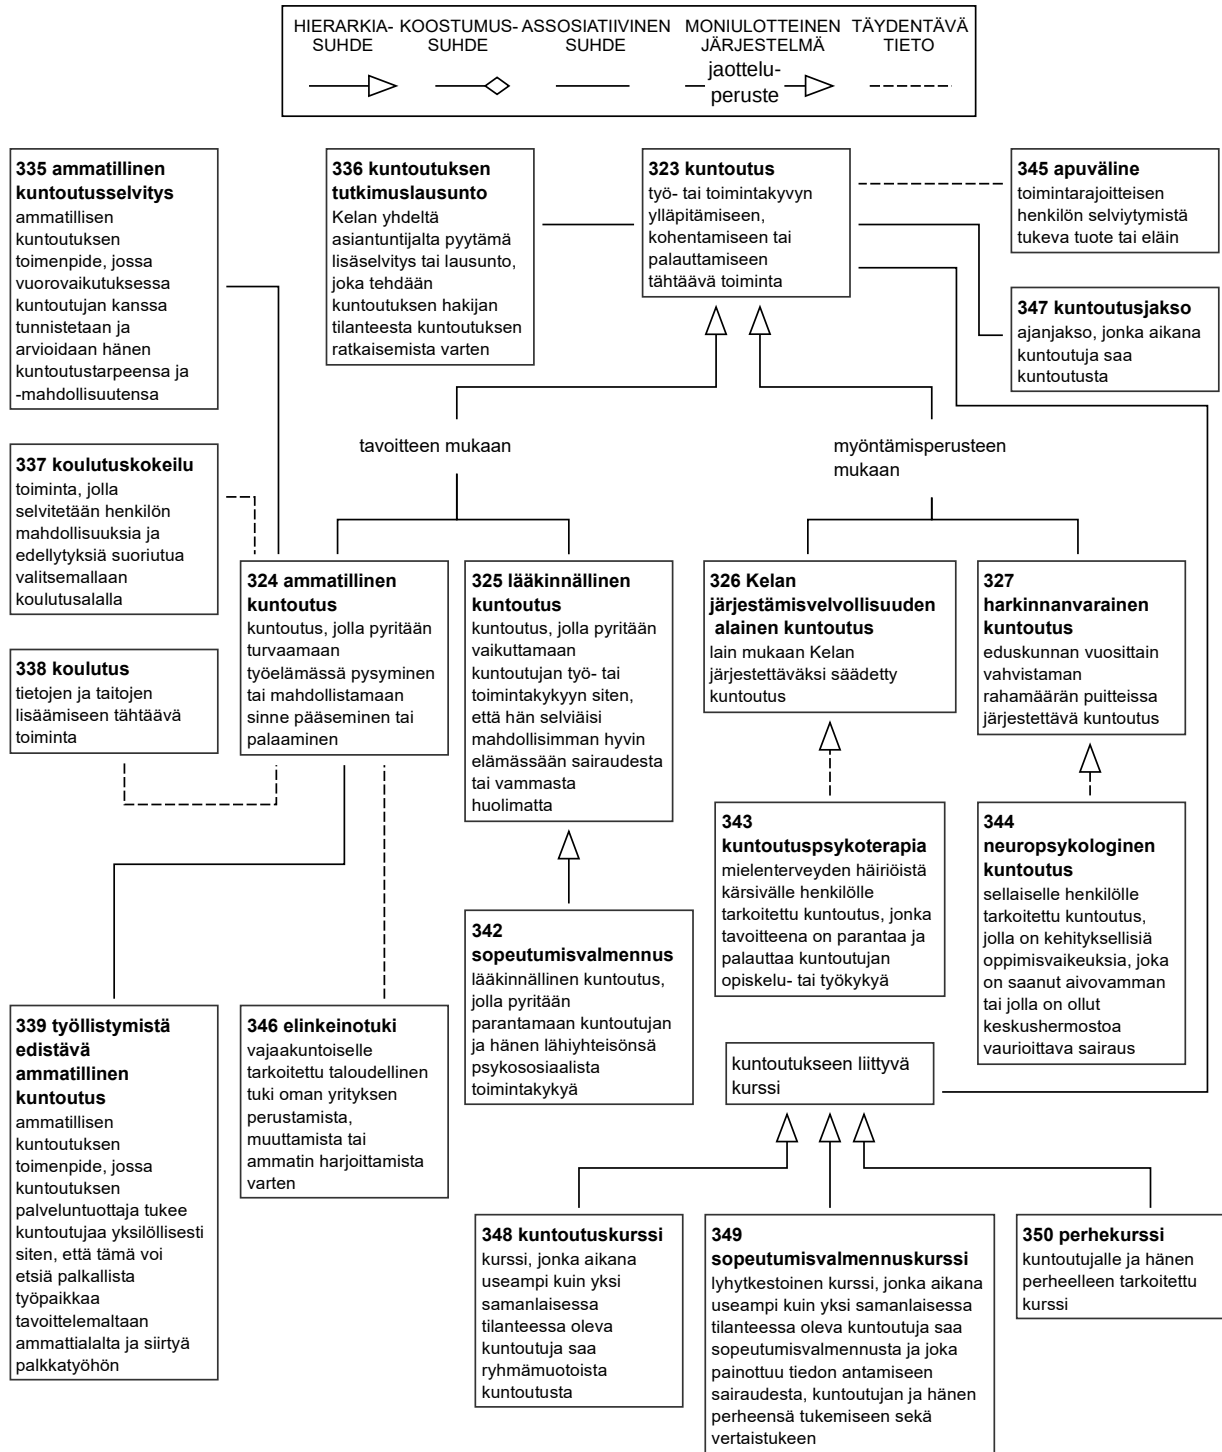 HIERARKIA-
SUHDE
KOOSTUMUS-
SUHDE
ASSOSIATIIVINEN
SUHDE
MONIULOTTEINEN
JÄRJESTELMÄ
jaottelu-
peruste
TÄYDENTÄVÄ
TIETO
335 ammatillinen
kuntoutusselvitys
ammatillisen
kuntoutuksen
toimenpide, jossa
vuorovaikutuksessa
kuntoutujan kanssa
tunnistetaan ja
arvioidaan hänen
kuntoutustarpeensa ja
-mahdollisuutensa
336 kuntoutuksen
tutkimuslausunto
Kelan yhdeltä
asiantuntijalta pyytämä
lisäselvitys tai lausunto,
joka tehdään
kuntoutuksen hakijan
tilanteesta kuntoutuksen
ratkaisemista varten
323 kuntoutus
työ- tai toimintakyvyn
ylläpitämiseen,
kohentamiseen tai
palauttamiseen
tähtäävä toiminta
345 apuväline
toimintarajoitteisen
henkilön selviytymistä
tukeva tuote tai eläin
347 kuntoutusjakso
ajanjakso, jonka aikana
kuntoutuja saa
kuntoutusta
tavoitteen mukaan
myöntämisperusteen
mukaan
337 koulutuskokeilu
toiminta, jolla
selvitetään henkilön
mahdollisuuksia ja
edellytyksiä suoriutua
valitsemallaan
koulutusalalla
338 koulutus
tietojen ja taitojen
lisäämiseen tähtäävä
toiminta
324 ammatillinen
kuntoutus
kuntoutus, jolla pyritään
turvaamaan
työelämässä pysyminen
tai mahdollistamaan
sinne pääseminen tai
palaaminen
325 lääkinnällinen
kuntoutus
kuntoutus, jolla pyritään
vaikuttamaan
kuntoutujan työ- tai
toimintakykyyn siten,
että hän selviäisi
mahdollisimman hyvin
elämässään sairaudesta
tai vammasta
huolimatta
326 Kelan
järjestämisvelvollisuuden
alainen kuntoutus
lain mukaan Kelan
järjestettäväksi säädetty
kuntoutus
327
harkinnanvarainen
kuntoutus
eduskunnan vuosittain
vahvistaman
rahamäärän puitteissa
järjestettävä kuntoutus
342
sopeutumisvalmennus
lääkinnällinen kuntoutus,
jolla pyritään
parantamaan kuntoutujan
ja hänen lähiyhteisönsä
psykososiaalista
toimintakykyä
343
kuntoutuspsykoterapia
mielenterveyden häiriöistä
kärsivälle henkilölle
tarkoitettu kuntoutus, jonka
tavoitteena on parantaa ja
palauttaa kuntoutujan
opiskelu- tai työkykyä
344
neuropsykologinen
kuntoutus
sellaiselle henkilölle
tarkoitettu kuntoutus,
jolla on kehityksellisiä
oppimisvaikeuksia, joka
on saanut aivovamman
tai jolla on ollut
keskushermostoa
vaurioittava sairaus
339 työllistymistä
edistävä
ammatillinen
kuntoutus
ammatillisen
kuntoutuksen
toimenpide, jossa
kuntoutuksen
palveluntuottaja tukee
kuntoutujaa yksilöllisesti
siten, että tämä voi
etsiä palkallista
työpaikkaa
tavoittelemaltaan
ammattialalta ja siirtyä
palkkatyöhön
346 elinkeinotuki
vajaakuntoiselle
tarkoitettu taloudellinen
tuki oman yrityksen
perustamista,
muuttamista tai
ammatin harjoittamista
varten
kuntoutukseen liittyvä
kurssi
348 kuntoutuskurssi
kurssi, jonka aikana
useampi kuin yksi
samanlaisessa
tilanteessa oleva
kuntoutuja saa
ryhmämuotoista
kuntoutusta
349
sopeutumisvalmennuskurssi
lyhytkestoinen kurssi, jonka aikana
useampi kuin yksi samanlaisessa
tilanteessa oleva kuntoutuja saa
sopeutumisvalmennusta ja joka
painottuu tiedon antamiseen
sairaudesta, kuntoutujan ja hänen
perheensä tukemiseen sekä
vertaistukeen
350 perhekurssi
kuntoutujalle ja hänen
perheelleen tarkoitettu
kurssi